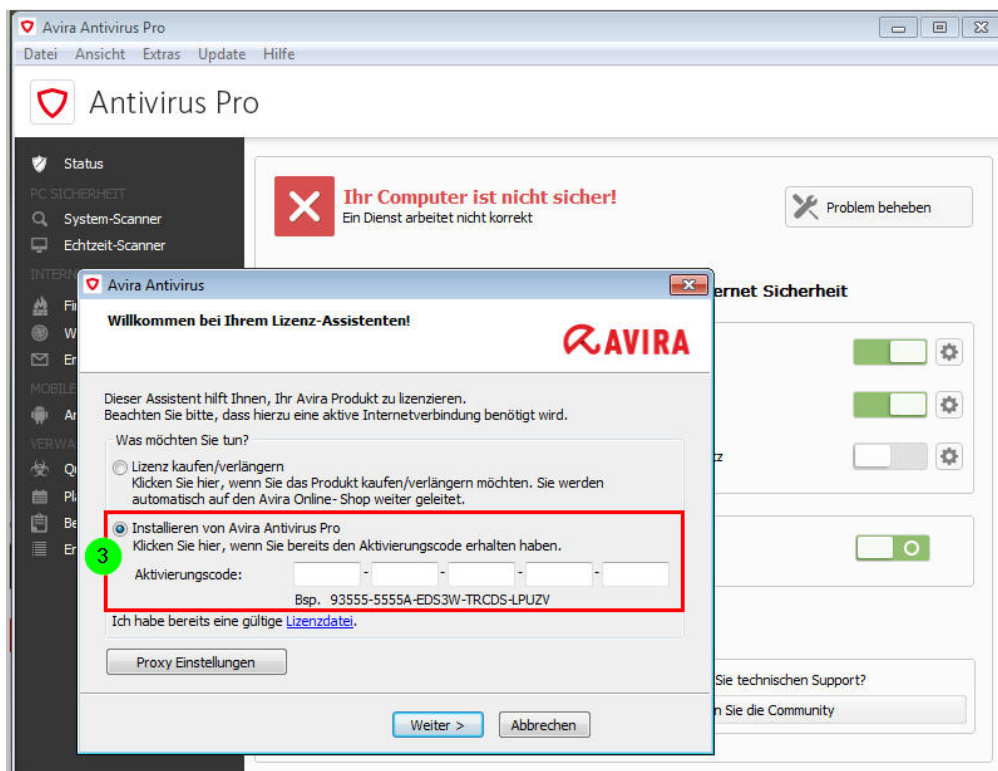 Avira Antivirus Pro
Datei Ansicht Extras Update Hilfe
Antivirus Pro
Status
PC SICHERHEIT
System-Scanner
Echtzeit-Scanner
Ihr Computer ist nicht sicher!
Ein Dienst arbeitet nicht korrekt
Problem beheben
Avira Antivirus
Willkommen bei Ihrem Lizenz-Assistenten!
AVIRA
Dieser Assistent hilft Ihnen, Ihr Avira Produkt zu lizenzieren.
Beachten Sie bitte, dass hierzu eine aktive Internetverbindung benötigt wird.
Was möchten Sie tun?
Lizenz kaufen/verlängern
Klicken Sie hier, wenn Sie das Produkt kaufen/verlängern möchten. Sie werden
automatisch auf den Avira Online-Shop weiter geleitet.
3
Installieren von Avira Antivirus Pro
Klicken Sie hier, wenn Sie bereits den Aktivierungscode erhalten haben.
Aktivierungscode: - - - -
Bsp. 93555-5555A-EDS3W-TRCDS-LPUZV
Ich habe bereits eine gültige Lizenzdatei.
Proxy Einstellungen
Weiter > Abbrechen
ernet Sicherheit
Sie technischen Support?
n Sie die Community